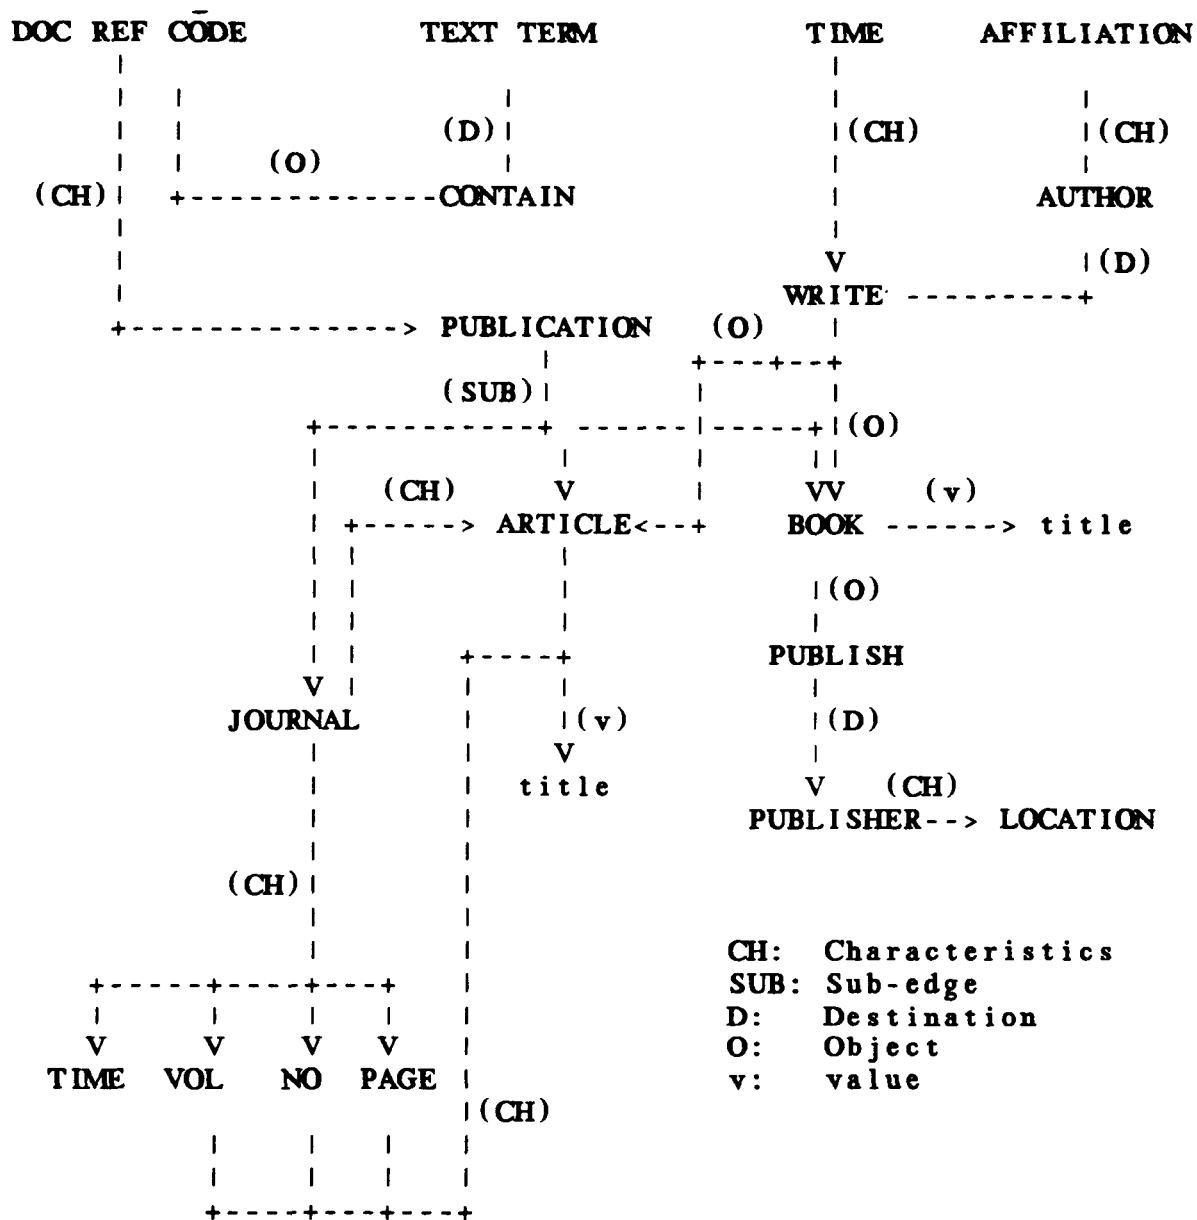 DOC REF CODE TEXT TERM TIME AFFILIATION
(D) (CH) (CH)
(O)
(CH) CONTAIN AUTHOR
V (D)
WRITE
PUBLICATION (O)
(SUB)
(O)
(CH) V VV (v)
ARTICLE BOOK title
(O)
PUBLISH
V
JOURNAL (v) (D)
V
title V (CH)
PUBLISHER LOCATION
(CH)
CH: Characteristics
SUB: Sub-edge
D: Destination
V V V V O: Object
TIME VOL NO PAGE v: value
(CH)